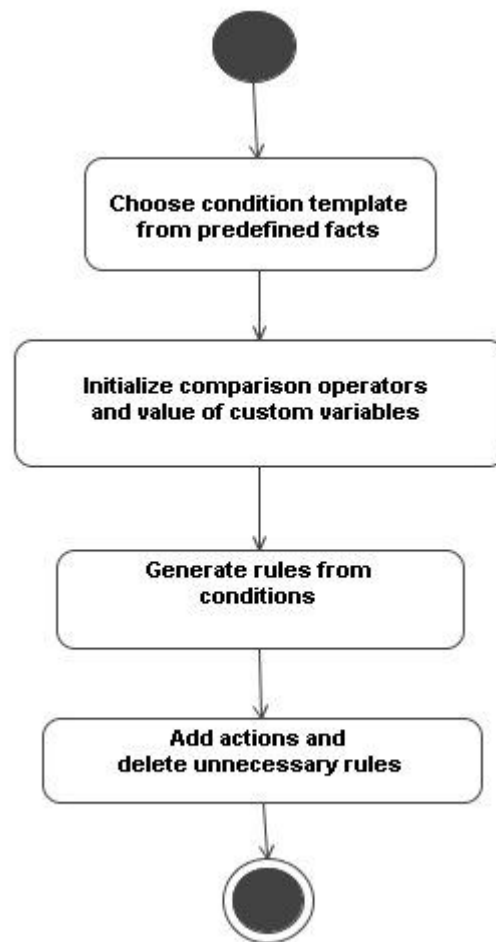 Choose condition template
from predefined facts
Initialize comparison operators
and value of custom variables
Generate rules from
conditions
Add actions and
delete unnecessary rules